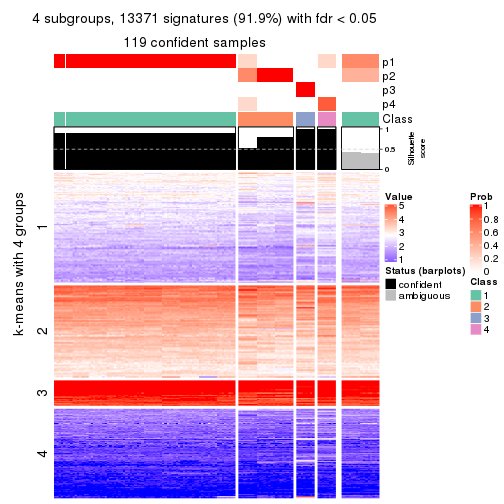 4 subgroups, 13371 signatures (91.9%) with fdr < 0.05
119 confident samples
p1
p2
p3
p4
Class
1
0.5
0
Silhouette
score
k-means with 4 groups
1
2
3
4
Value
5
4
3
2
1
Status (barplots)
confident
ambiguous
Prob
1
0.8
0.6
0.4
0.2
0
Class
1
2
3
4